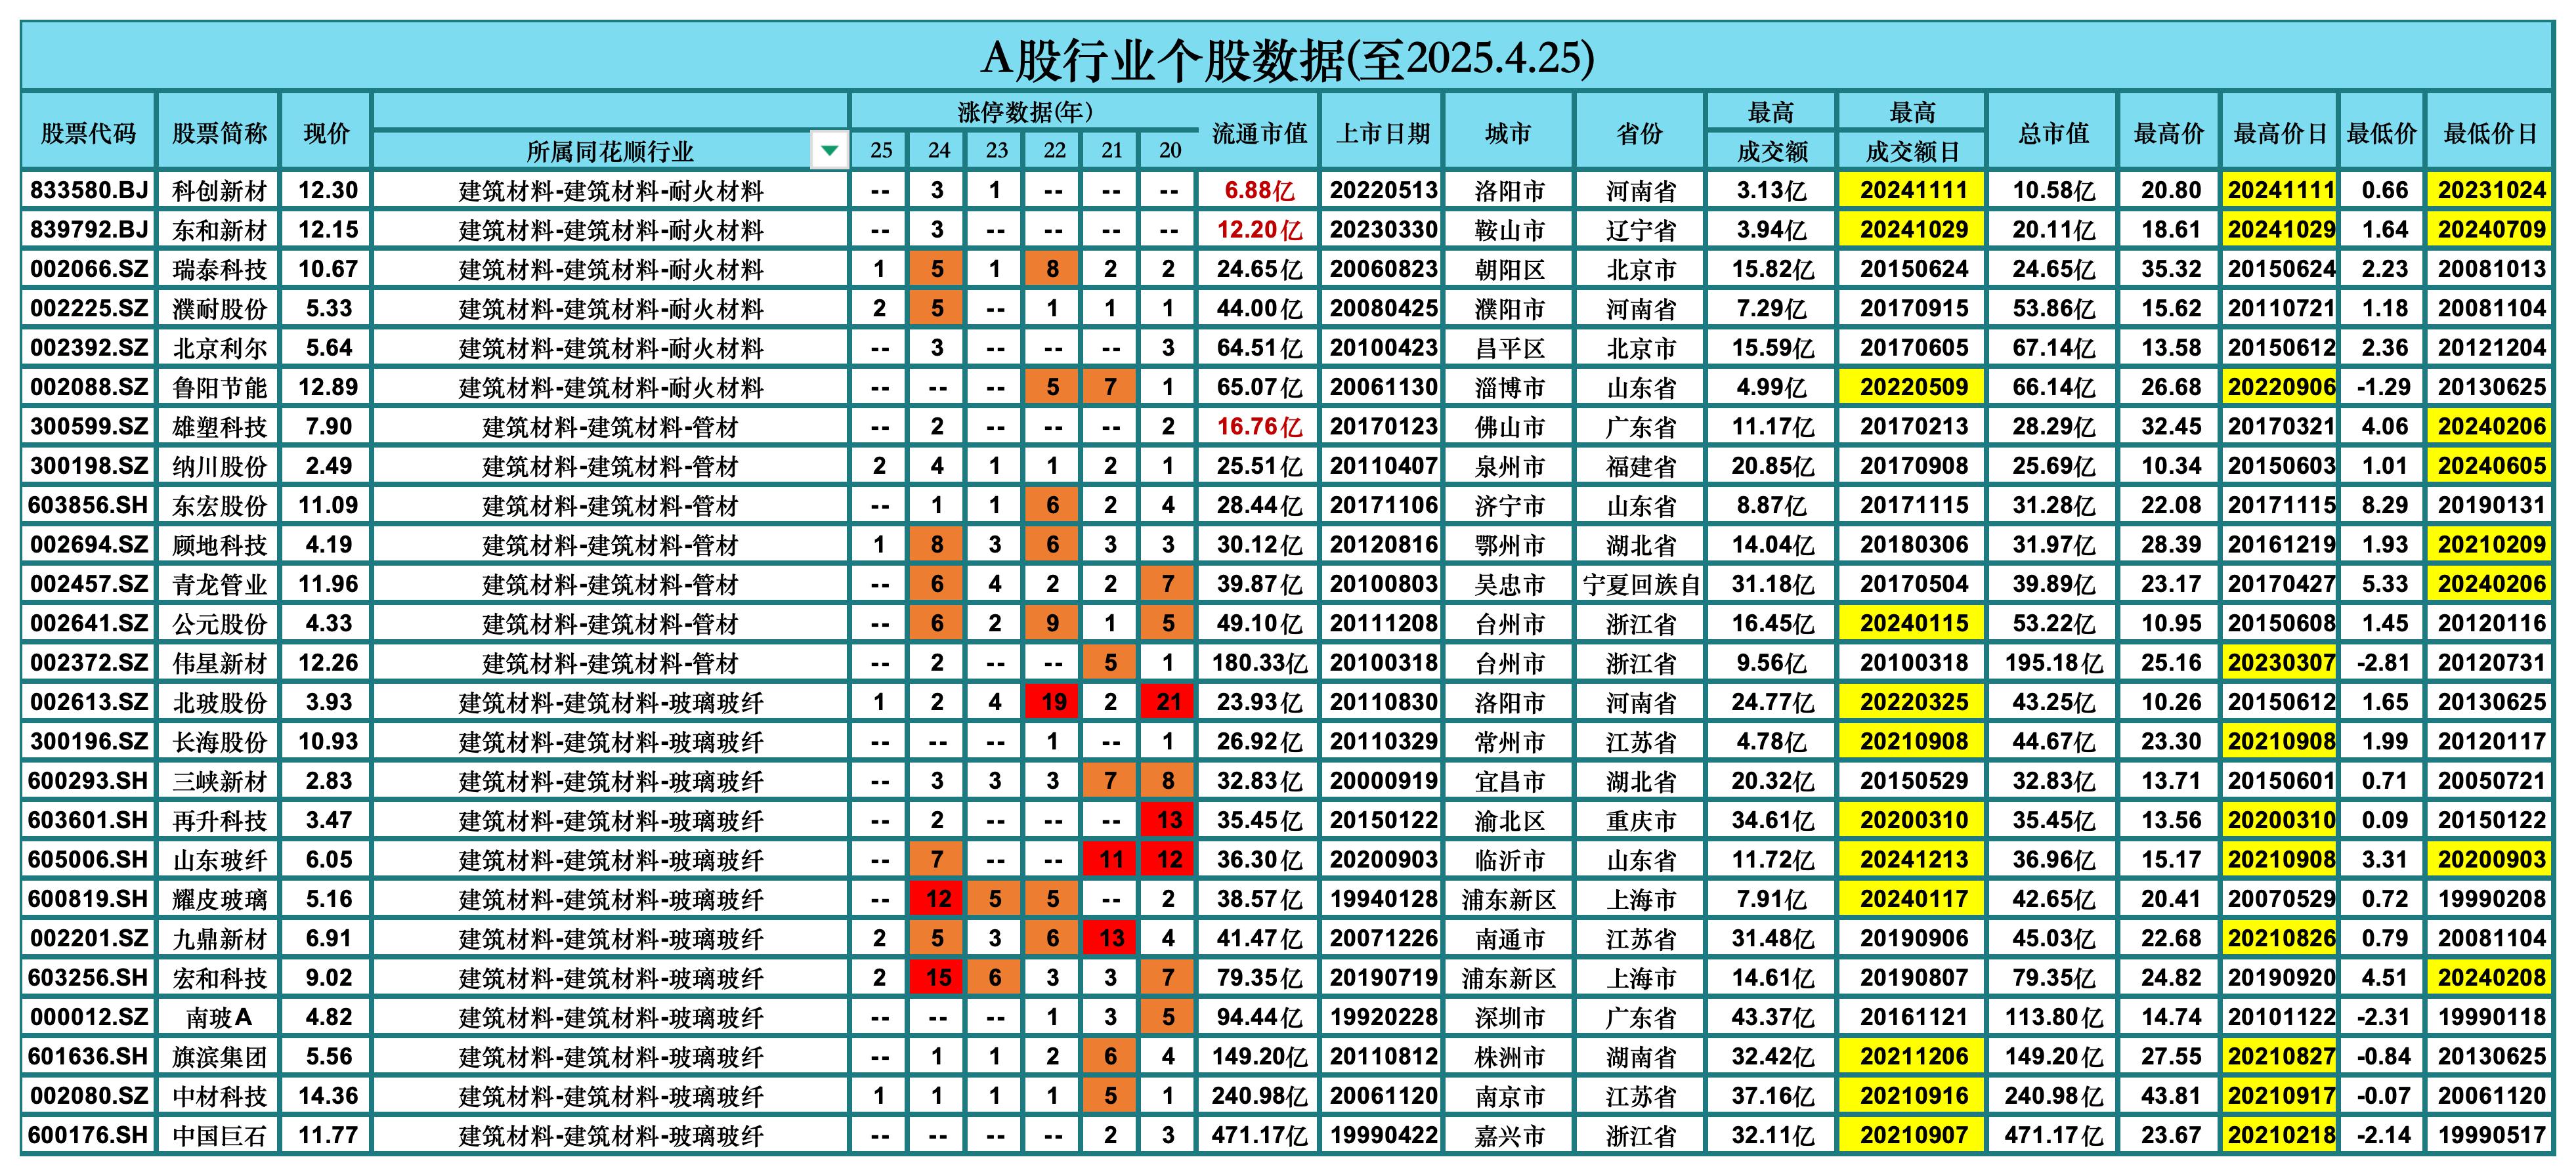 A股行业个股数据(至2025.4.25)
股票代码 股票简称 现价 所属同花顺行业 涨停数据(年) 25 24 23 22 21 20 流通市值 上市日期 城市 省份 最高成交额 最高成交额日 总市值 最高价 最高价日 最低价 最低价日
833580.BJ 科创新材 12.30 建筑材料-建筑材料-耐火材料 -- 3 1 -- -- -- 6.88亿 20220513 洛阳市 河南省 3.13亿 20241111 10.58亿 20.80 20241111 0.66 20231024
839792.BJ 东和新材 12.15 建筑材料-建筑材料-耐火材料 -- 3 -- -- -- -- 12.20亿 20230330 鞍山市 辽宁省 3.94亿 20241029 20.11亿 18.61 20241029 1.64 20240709
002066.SZ 瑞泰科技 10.67 建筑材料-建筑材料-耐火材料 1 5 1 8 2 2 24.65亿 20060823 朝阳区 北京市 15.82亿 20150624 24.65亿 35.32 20150624 2.23 20081013
002225.SZ 濮耐股份 5.33 建筑材料-建筑材料-耐火材料 2 5 -- 1 1 1 44.00亿 20080425 濮阳市 河南省 7.29亿 20170915 53.86亿 15.62 20110721 1.18 20081104
002392.SZ 北京利尔 5.64 建筑材料-建筑材料-耐火材料 -- 3 -- -- -- 3 64.51亿 20100423 昌平区 北京市 15.59亿 20170605 67.14亿 13.58 20150612 2.36 20121204
002088.SZ 鲁阳节能 12.89 建筑材料-建筑材料-耐火材料 -- -- -- 5 7 1 65.07亿 20061130 淄博市 山东省 4.99亿 20220509 66.14亿 26.68 20220906 -1.29 20130625
300599.SZ 雄塑科技 7.90 建筑材料-建筑材料-管材 -- 2 -- -- -- 2 16.76亿 20170123 佛山市 广东省 11.17亿 20170213 28.29亿 32.45 20170321 4.06 20240206
300198.SZ 纳川股份 2.49 建筑材料-建筑材料-管材 2 4 1 1 2 1 25.51亿 20110407 泉州市 福建省 20.85亿 20170908 25.69亿 10.34 20150603 1.01 20240605
603856.SH 东宏股份 11.09 建筑材料-建筑材料-管材 -- 1 1 6 2 4 28.44亿 20171106 济宁市 山东省 8.87亿 20171115 31.28亿 22.08 20171115 8.29 20190131
002694.SZ 顾地科技 4.19 建筑材料-建筑材料-管材 1 8 3 6 3 3 30.12亿 20120816 鄂州市 湖北省 14.04亿 20180306 31.97亿 28.39 20161219 1.93 20210209
002457.SZ 青龙管业 11.96 建筑材料-建筑材料-管材 -- 6 4 2 2 7 39.87亿 20100803 吴忠市 宁夏回族自 31.18亿 20170504 39.89亿 23.17 20170427 5.33 20240206
002641.SZ 公元股份 4.33 建筑材料-建筑材料-管材 -- 6 2 9 1 5 49.10亿 20111208 台州市 浙江省 16.45亿 20240115 53.22亿 10.95 20150608 1.45 20120116
002372.SZ 伟星新材 12.26 建筑材料-建筑材料-管材 -- 2 -- -- 5 1 180.33亿 20100318 台州市 浙江省 9.56亿 20100318 195.18亿 25.16 20230307 -2.81 20120731
002613.SZ 北玻股份 3.93 建筑材料-建筑材料-玻璃玻纤 1 2 4 19 2 21 23.93亿 20110830 洛阳市 河南省 24.77亿 20220325 43.25亿 10.26 20150612 1.65 20130625
300196.SZ 长海股份 10.93 建筑材料-建筑材料-玻璃玻纤 -- -- -- 1 -- 1 26.92亿 20110329 常州市 江苏省 4.78亿 20210908 44.67亿 23.30 20210908 1.99 20120117
600293.SH 三峡新材 2.83 建筑材料-建筑材料-玻璃玻纤 -- 3 3 3 7 8 32.83亿 20000919 宜昌市 湖北省 20.32亿 20150529 32.83亿 13.71 20150601 0.71 20050721
603601.SH 再升科技 3.47 建筑材料-建筑材料-玻璃玻纤 -- 2 -- -- -- 13 35.45亿 20150122 渝北区 重庆市 34.61亿 20200310 35.45亿 13.56 20200310 0.09 20150122
605006.SH 山东玻纤 6.05 建筑材料-建筑材料-玻璃玻纤 -- 7 -- -- 11 12 36.30亿 20200903 临沂市 山东省 11.72亿 20241213 36.96亿 15.17 20210908 3.31 20200903
600819.SH 耀皮玻璃 5.16 建筑材料-建筑材料-玻璃玻纤 -- 12 5 5 -- 2 38.57亿 19940128 浦东新区 上海市 7.91亿 20240117 42.65亿 20.41 20070529 0.72 19990208
002201.SZ 九鼎新材 6.91 建筑材料-建筑材料-玻璃玻纤 2 5 3 6 13 4 41.47亿 20071226 南通市 江苏省 31.48亿 20190906 45.03亿 22.68 20210826 0.79 20081104
603256.SH 宏和科技 9.02 建筑材料-建筑材料-玻璃玻纤 2 15 6 3 3 7 79.35亿 20190719 浦东新区 上海市 14.61亿 20190807 79.35亿 24.82 20190920 4.51 20240208
000012.SZ 南玻A 4.82 建筑材料-建筑材料-玻璃玻纤 -- -- -- 1 3 5 94.44亿 19920228 深圳市 广东省 43.37亿 20161121 113.80亿 14.74 20101122 -2.31 19990118
601636.SH 旗滨集团 5.56 建筑材料-建筑材料-玻璃玻纤 -- 1 1 2 6 4 149.20亿 20110812 株洲市 湖南省 32.42亿 20211206 149.20亿 27.55 20210827 -0.84 20130625
002080.SZ 中材科技 14.36 建筑材料-建筑材料-玻璃玻纤 1 1 1 1 5 1 240.98亿 20061120 南京市 江苏省 37.16亿 20210916 240.98亿 43.81 20210917 -0.07 20061120
600176.SH 中国巨石 11.77 建筑材料-建筑材料-玻璃玻纤 -- -- -- -- 2 3 471.17亿 19990422 嘉兴市 浙江省 32.11亿 20210907 471.17亿 23.67 20210218 -2.14 19990517